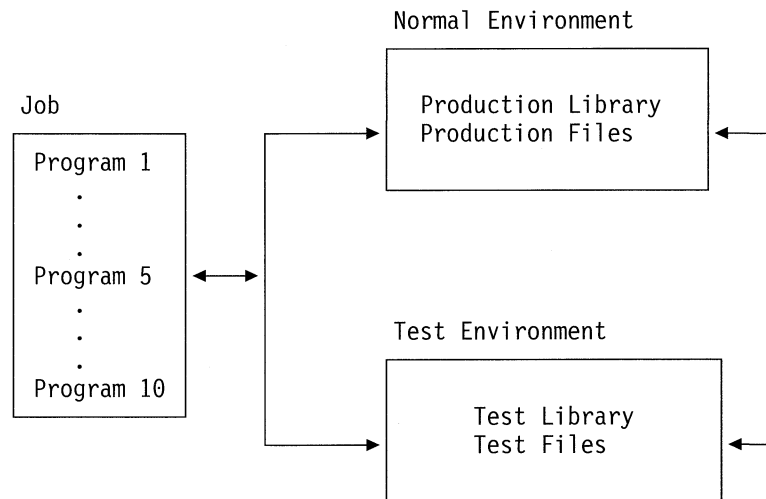 Normal Environment
Production Library
Production Files
Job
Program 1
.
.
.
Program 5
.
.
.
Program 10
Test Environment
Test Library
Test Files